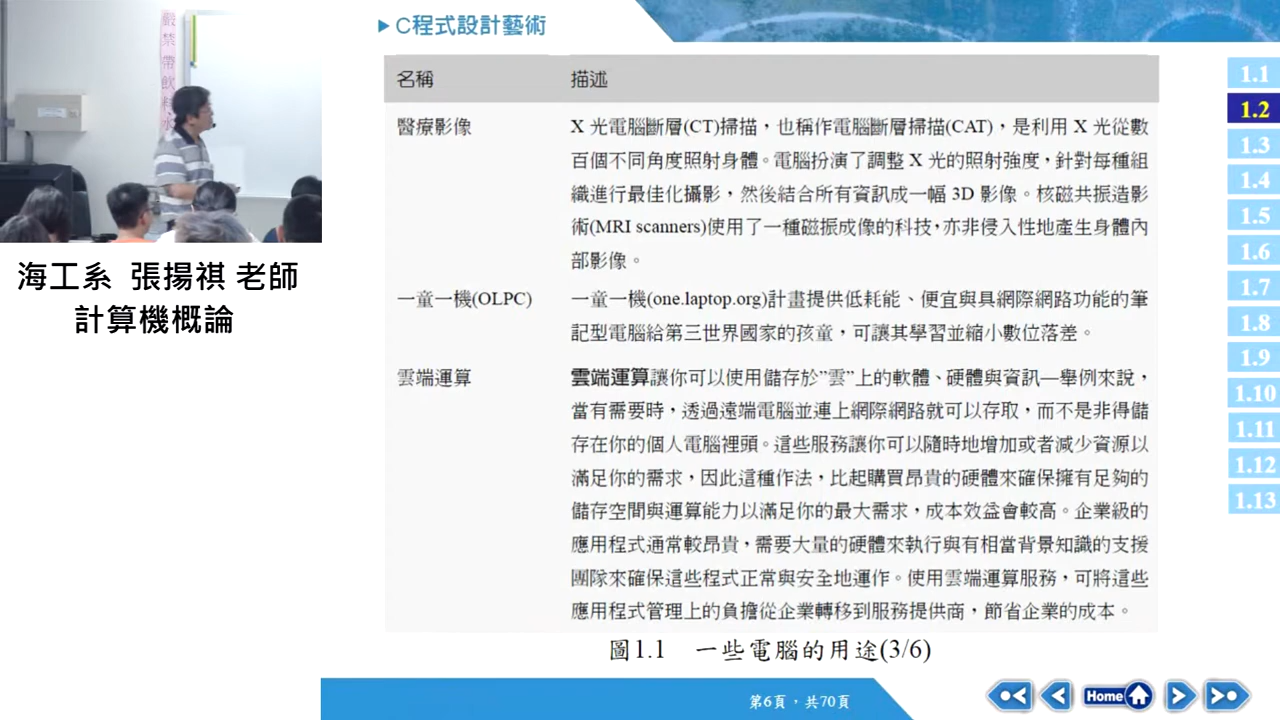 嚴禁帶飲料水
海工系 張揚祺 老師
計算機概論
C程式設計藝術
名稱 描述
醫療影像 X 光電腦斷層(CT)掃描，也稱作電腦斷層掃描(CAT)，是利用 X 光從數
百個不同角度照射身體。電腦扮演了調整 X 光的照射強度，針對每種組
織進行最佳化攝影，然後結合所有資訊成一幅 3D 影像。核磁共振造影
術(MRI scanners)使用了一種磁振成像的科技，亦非侵入性地產生身體內
部影像。
一童一機(OLPC) 一童一機(one.laptop.org)計畫提供低耗能、便宜與具網際網路功能的筆
記型電腦給第三世界國家的孩童，可讓其學習並縮小數位落差。
雲端運算 雲端運算讓你可以使用儲存於”雲”上的軟體、硬體與資訊—舉例來說，
當有需要時，透過遠端電腦並連上網際網路就可以存取，而不是非得儲
存在你的個人電腦裡頭。這些服務讓你可以隨時地增加或者減少資源以
滿足你的需求，因此這種作法，比起購買昂貴的硬體來確保擁有足夠的
儲存空間與運算能力以滿足你的最大需求，成本效益會較高。企業級的
應用程式通常較昂貴，需要大量的硬體來執行與有相當背景知識的支援
團隊來確保這些程式正常與安全地運作。使用雲端運算服務，可將這些
應用程式管理上的負擔從企業轉移到服務提供商，節省企業的成本。
圖1.1 一些電腦的用途(3/6)
第6頁，共70頁
Home
1.1
1.2
1.3
1.4
1.5
1.6
1.7
1.8
1.9
1.10
1.11
1.12
1.13